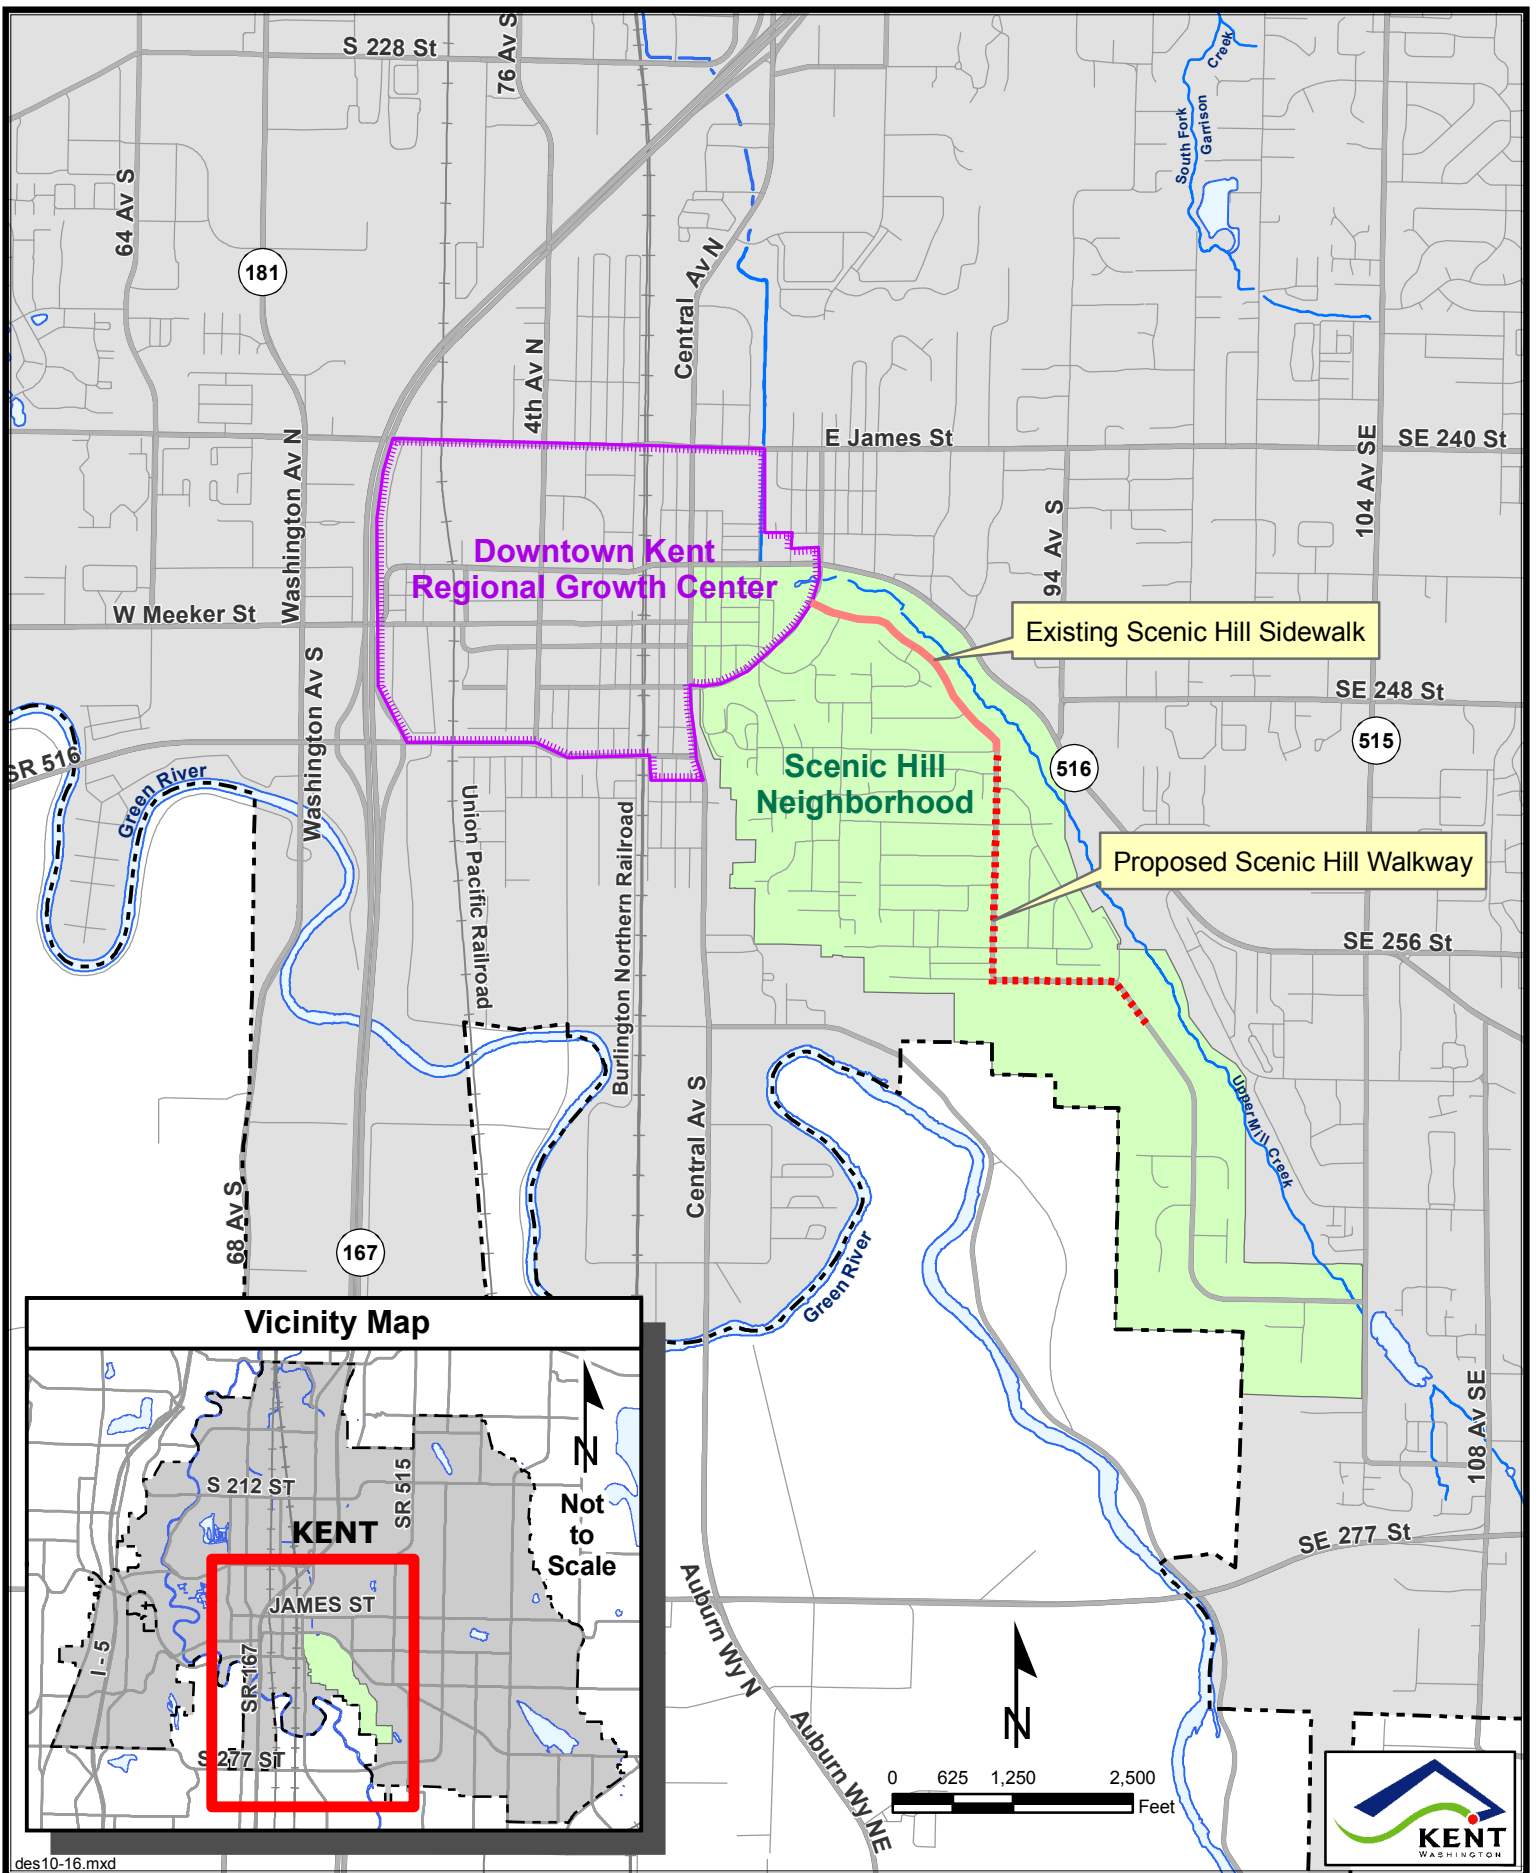 S 228 St
76 Av S
South Fork
Garrison
Creek
64 Av S
181
Central Av N
4th Av N
E James St
SE 240 St
Washington Av N
104 Av SE
94 Av S
Downtown Kent
Regional Growth Center
W Meeker St
Existing Scenic Hill Sidewalk
Washington Av S
SE 248 St
SR 516
Green River
515
516
Scenic Hill
Neighborhood
Union Pacific Railroad
Burlington Northern Railroad
Proposed Scenic Hill Walkway
SE 256 St
Central Av S
Upper Mill Creek
68 Av S
167
Green River
108 Av SE
SE 277 St
Auburn Wy N
Auburn Wy NE
Vicinity Map
N
Not
to
Scale
S 212 ST
SR 515
KENT
JAMES ST
I - 5
SR 167
S 277 ST
N
0 625 1,250 2,500
Feet
KENT
WASHINGTON
des10-16.mxd